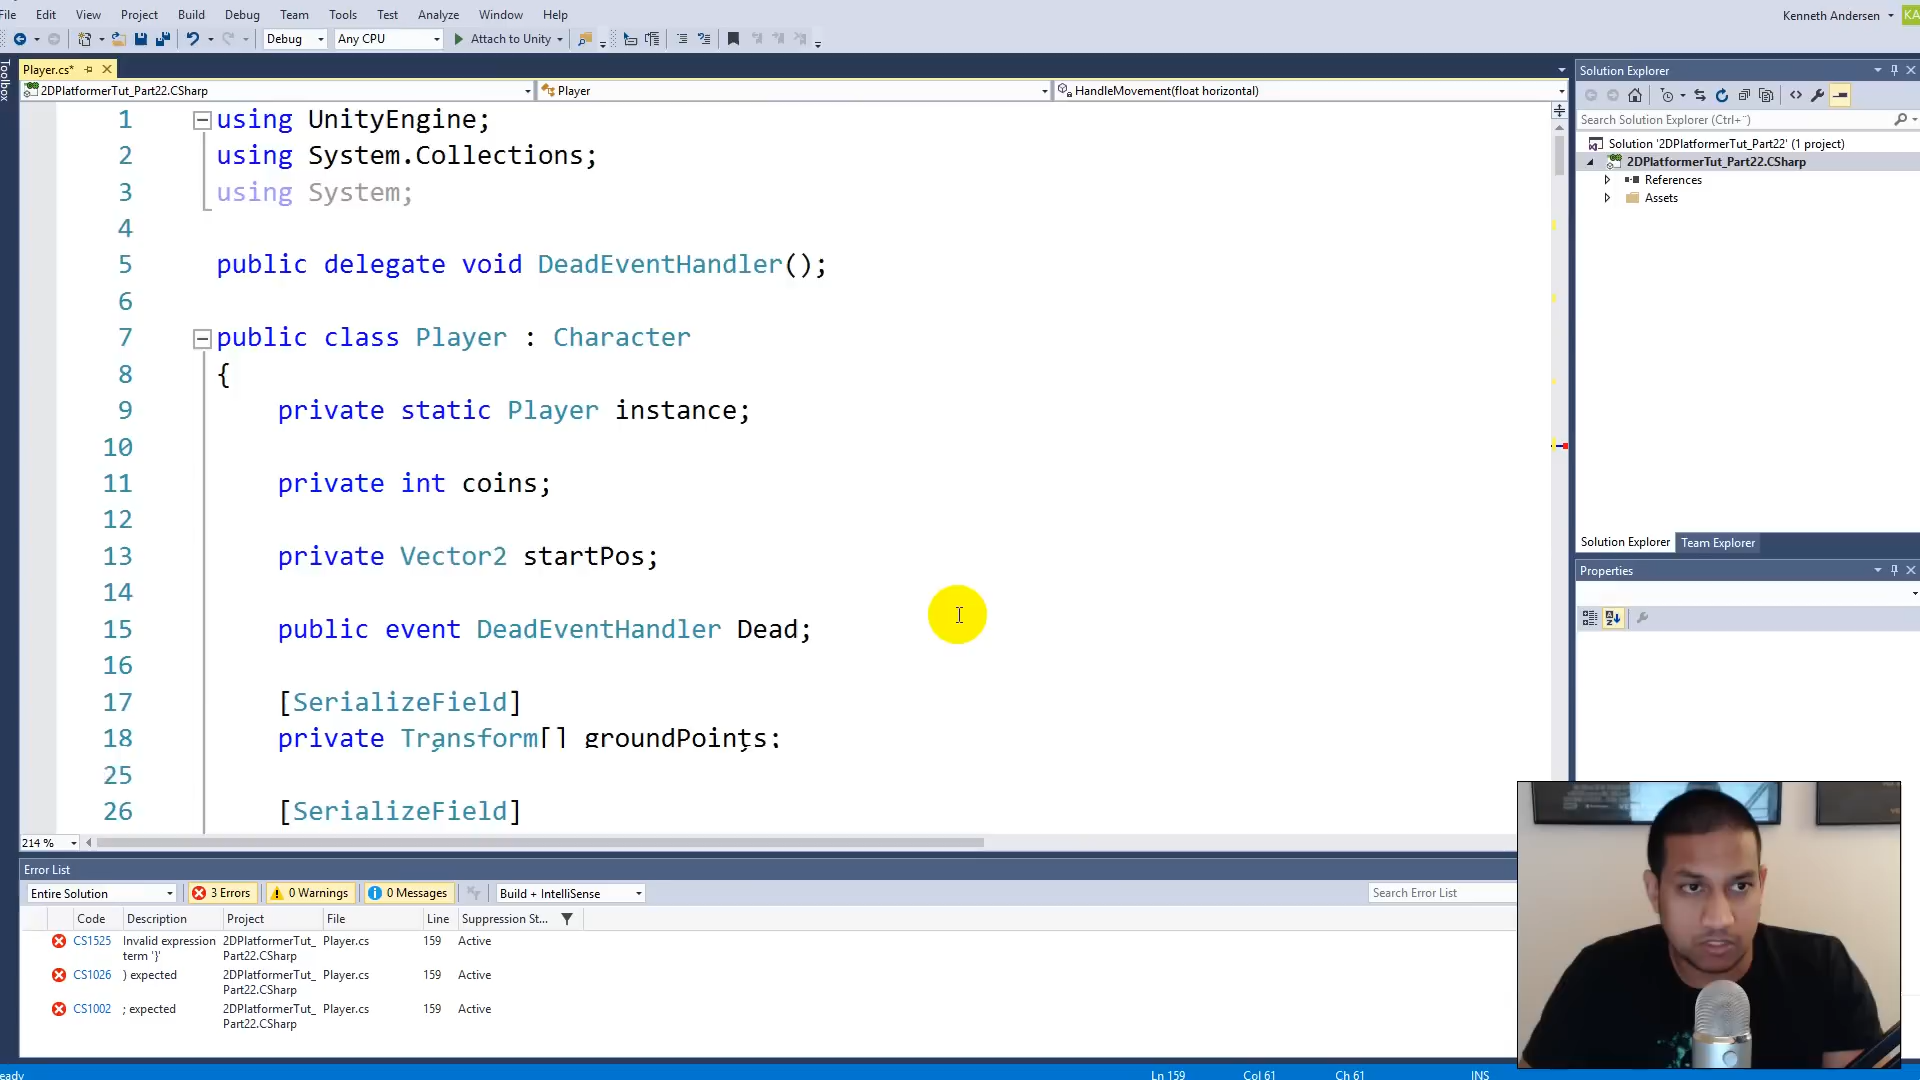 File Edit View Project Build Debug Team Tools Test Analyze Window Help
Kenneth Andersen KA
Debug Any CPU Attach to Unity
Toolbox
Player.cs*
2DPlatformerTut_Part22.CSharp Player HandleMovement(float horizontal)
1 using UnityEngine;
2 using System.Collections;
3 using System;
4
5 public delegate void DeadEventHandler();
6
7 public class Player : Character
8 {
9 private static Player instance;
10
11 private int coins;
12
13 private Vector2 startPos;
14
15 public event DeadEventHandler Dead;
16
17 [SerializeField]
18 private Transform[] groundPoints;
25
26 [SerializeField]
214 %
Solution Explorer
Search Solution Explorer (Ctrl+¨)
Solution '2DPlatformerTut_Part22' (1 project)
2DPlatformerTut_Part22.CSharp
References
Assets
Solution Explorer Team Explorer
Properties
Error List
Entire Solution 3 Errors 0 Warnings 0 Messages Build + IntelliSense Search Error List
Code Description Project File Line Suppression St...
CS1525 Invalid expression term '}' 2DPlatformerTut_Part22.CSharp Player.cs 159 Active
CS1026 ) expected 2DPlatformerTut_Part22.CSharp Player.cs 159 Active
CS1002 ; expected 2DPlatformerTut_Part22.CSharp Player.cs 159 Active
eady Ln 159 Col 61 Ch 61 INS